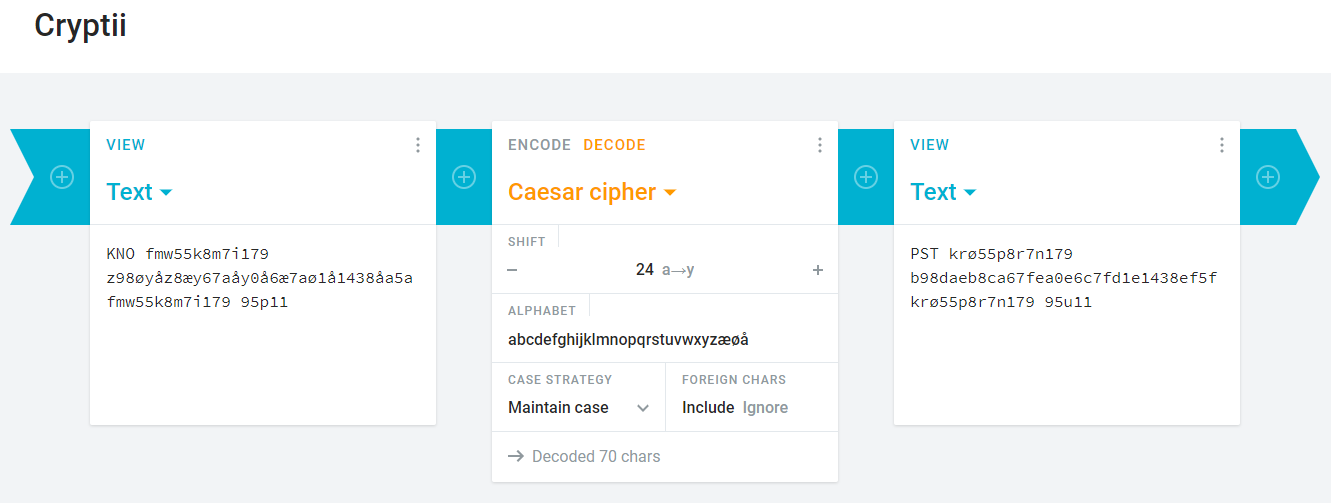 Cryptii
VIEW
Text
KNO fmw55k8m7i179
z98øyåz8æy67aåy0å6æ7aø1å1438åa5a
fmw55k8m7i179 95p11
ENCODE DECODE
Caesar cipher
SHIFT
− 24 a→y +
ALPHABET
abcdefghijklmnopqrstuvwxyzæøå
CASE STRATEGY
Maintain case
FOREIGN CHARS
Include Ignore
→ Decoded 70 chars
VIEW
Text
PST krø55p8r7n179
b98daeb8ca67fea0e6c7fd1e1438ef5f
krø55p8r7n179 95u11